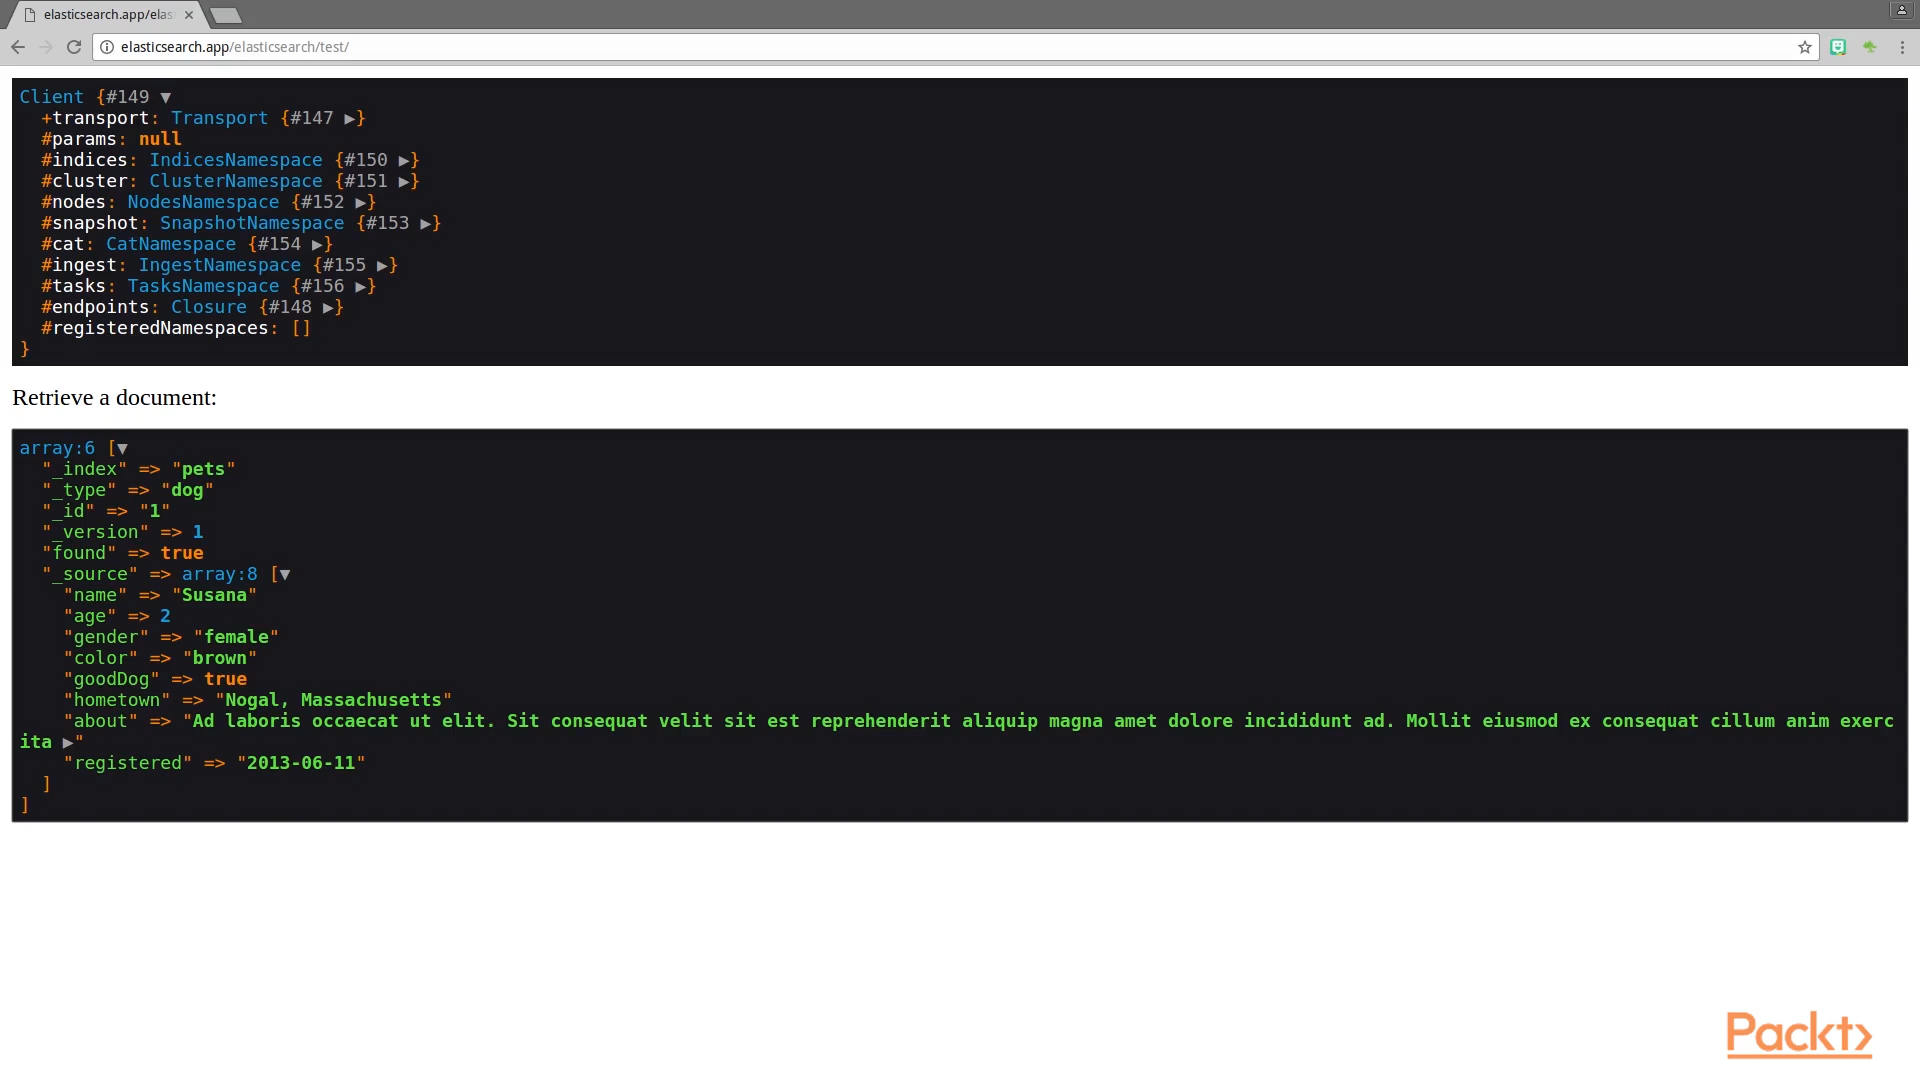 elasticsearch.app/elas
elasticsearch.app/elasticsearch/test/
Client {#149 ▼
  +transport: Transport {#147 ▶}
  #params: null
  #indices: IndicesNamespace {#150 ▶}
  #cluster: ClusterNamespace {#151 ▶}
  #nodes: NodesNamespace {#152 ▶}
  #snapshot: SnapshotNamespace {#153 ▶}
  #cat: CatNamespace {#154 ▶}
  #ingest: IngestNamespace {#155 ▶}
  #tasks: TasksNamespace {#156 ▶}
  #endpoints: Closure {#148 ▶}
  #registeredNamespaces: []
}
Retrieve a document:
array:6 [▼
  "_index" => "pets"
  "_type" => "dog"
  "_id" => "1"
  "_version" => 1
  "found" => true
  "_source" => array:8 [▼
    "name" => "Susana"
    "age" => 2
    "gender" => "female"
    "color" => "brown"
    "goodDog" => true
    "hometown" => "Nogal, Massachusetts"
    "about" => "Ad laboris occaecat ut elit. Sit consequat velit sit est reprehenderit aliquip magna amet dolore incididunt ad. Mollit eiusmod ex consequat cillum anim exerc
ita ▶"
    "registered" => "2013-06-11"
  ]
]
Packt>